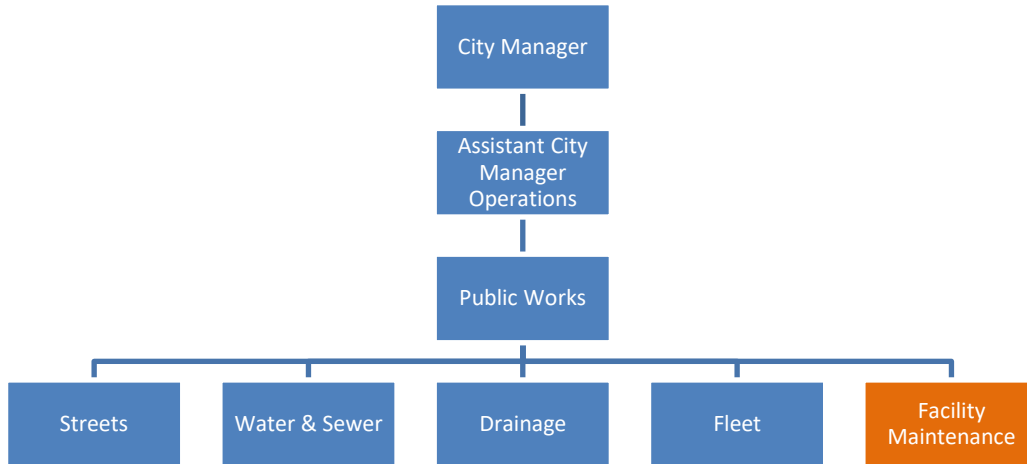 City Manager
Assistant City
Manager
Operations
Public Works
Streets
Water & Sewer
Drainage
Fleet
Facility
Maintenance